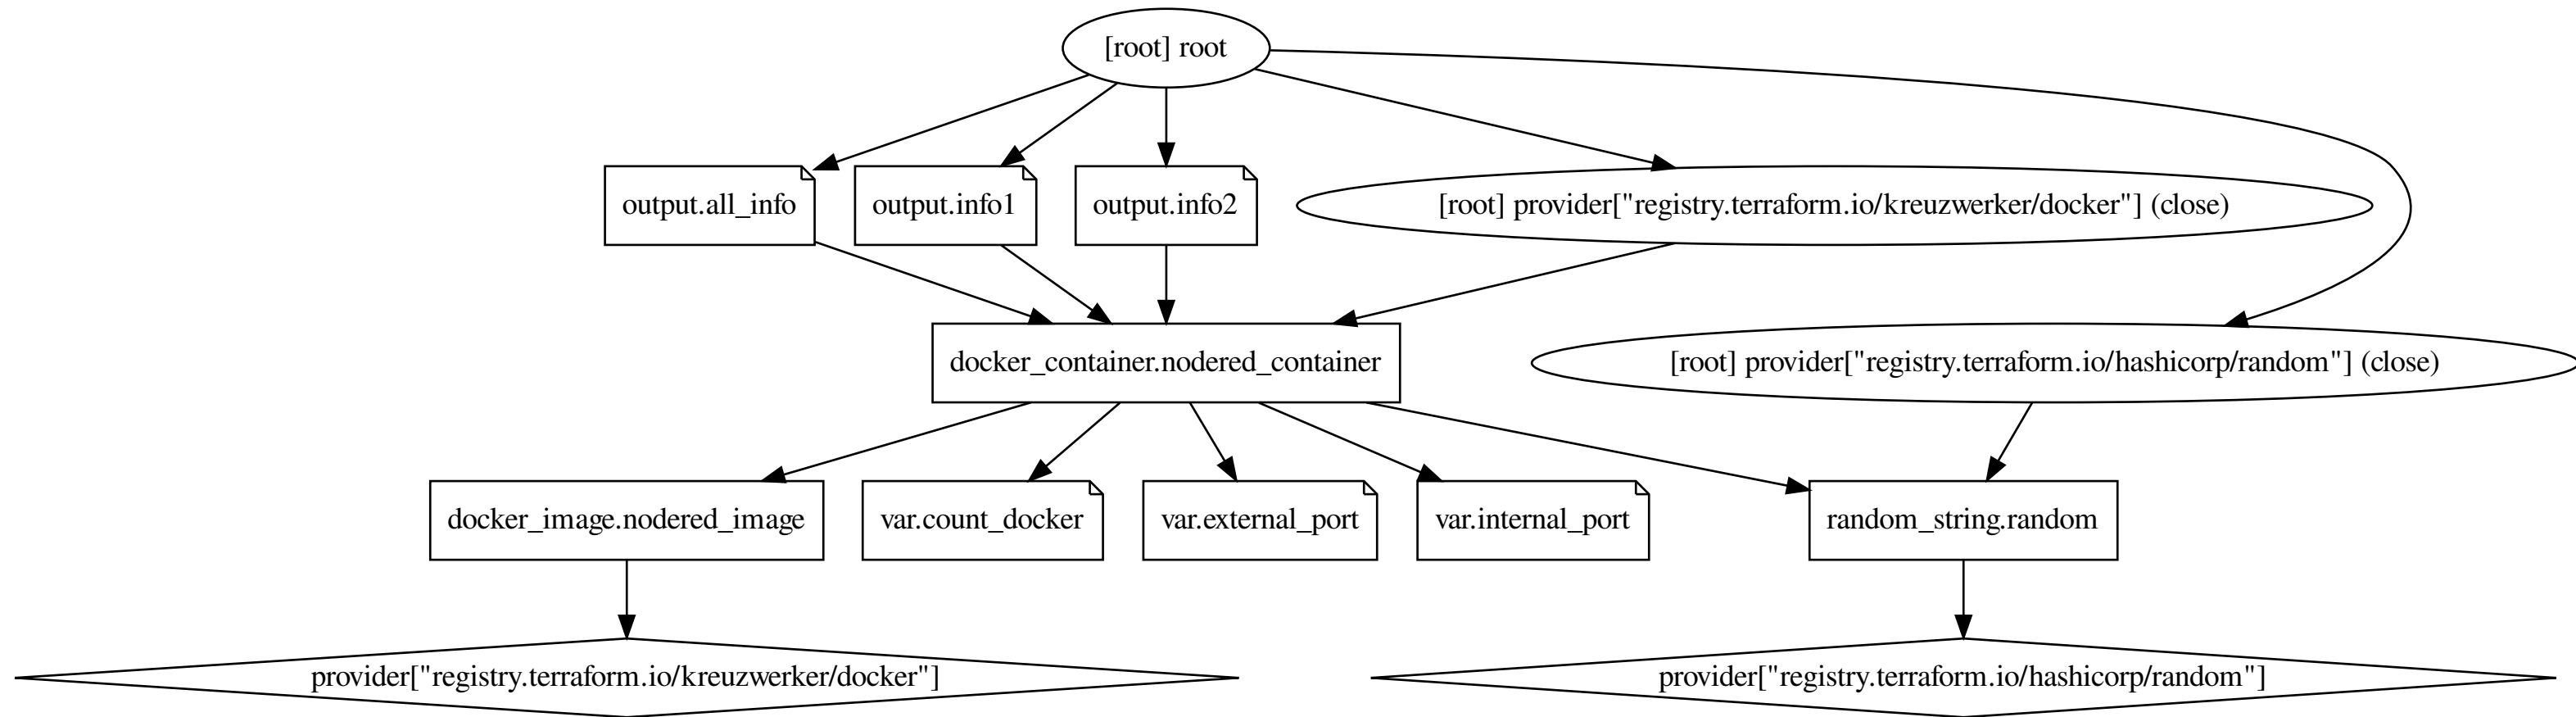 [root] root
output.all_info
output.info1
output.info2
[root] provider["registry.terraform.io/kreuzwerker/docker"] (close)
docker_container.nodered_container
[root] provider["registry.terraform.io/hashicorp/random"] (close)
docker_image.nodered_image
var.count_docker
var.external_port
var.internal_port
random_string.random
provider["registry.terraform.io/kreuzwerker/docker"]
provider["registry.terraform.io/hashicorp/random"]